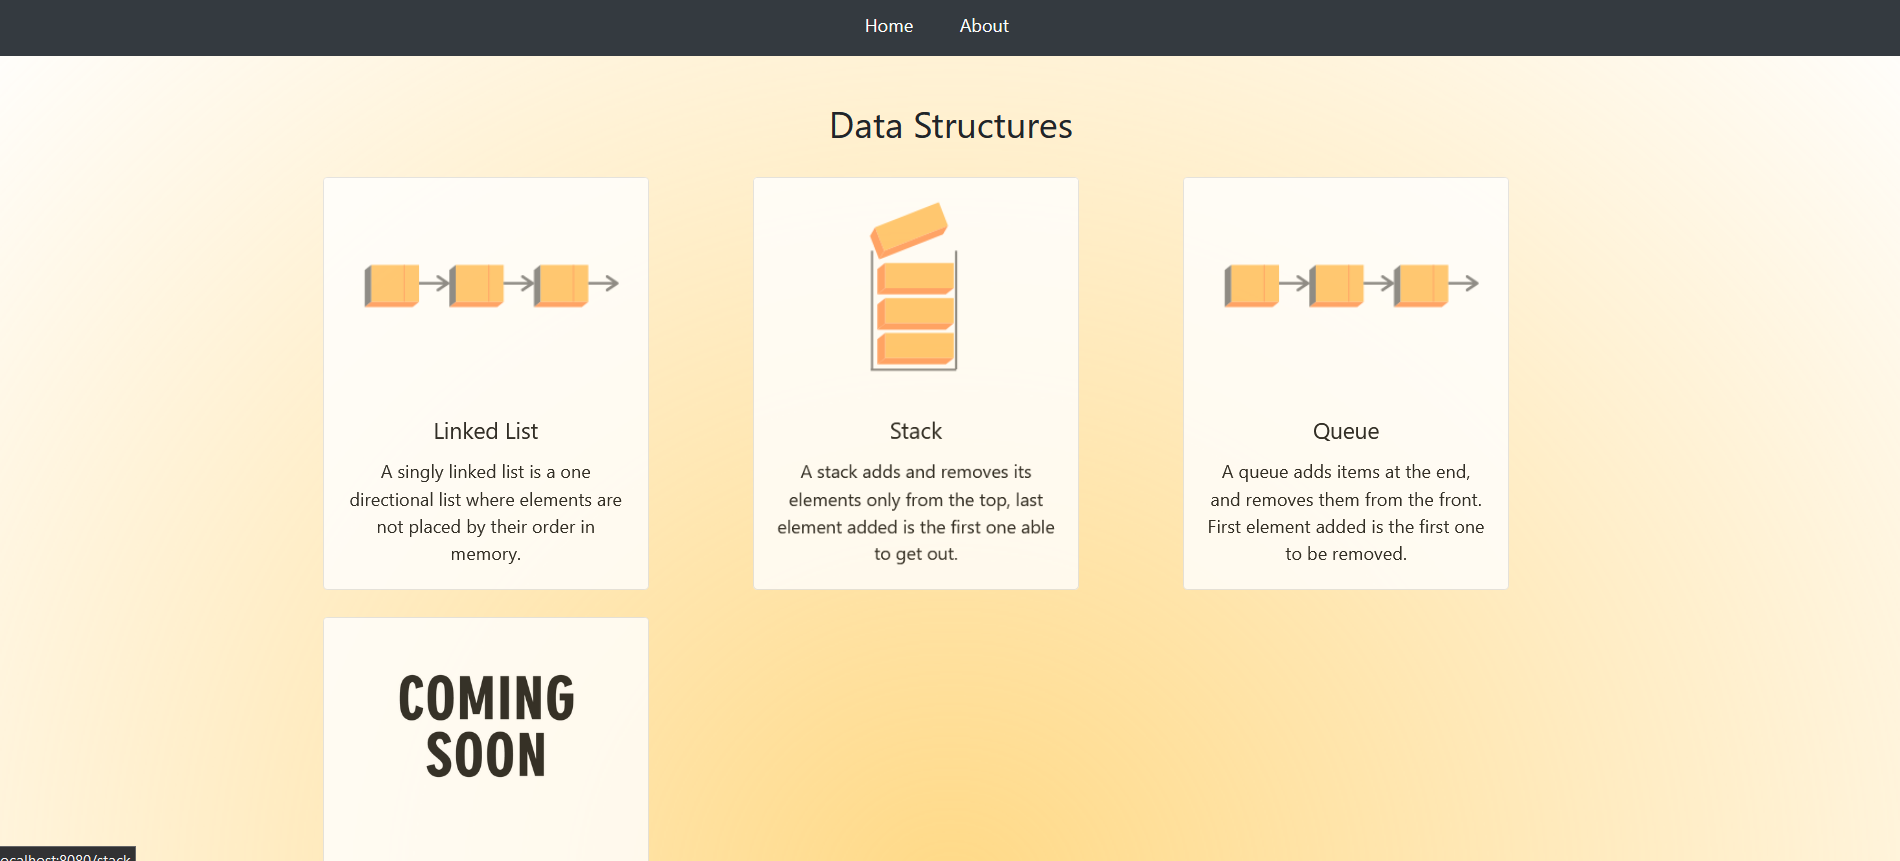 Home About
Data Structures
Linked List
A singly linked list is a one
directional list where elements are
not placed by their order in
memory.
Stack
A stack adds and removes its
elements only from the top, last
element added is the first one able
to get out.
Queue
A queue adds items at the end,
and removes them from the front.
First element added is the first one
to be removed.
COMING
SOON
ocalhost:8080/stack